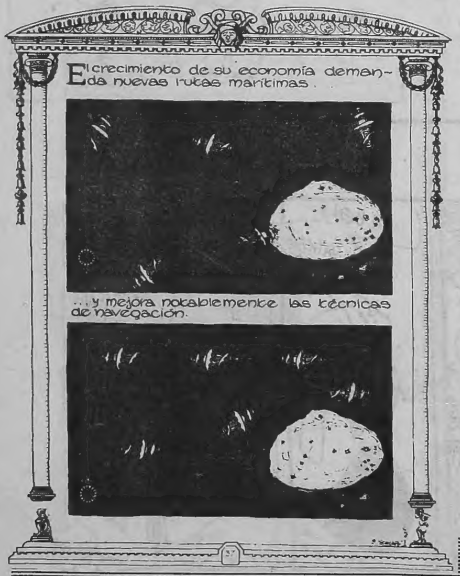 El crecimiento de su economía deman-
da nuevas rutas marítimas.
...y mejora notablemente las técnicas
de navegación.
37